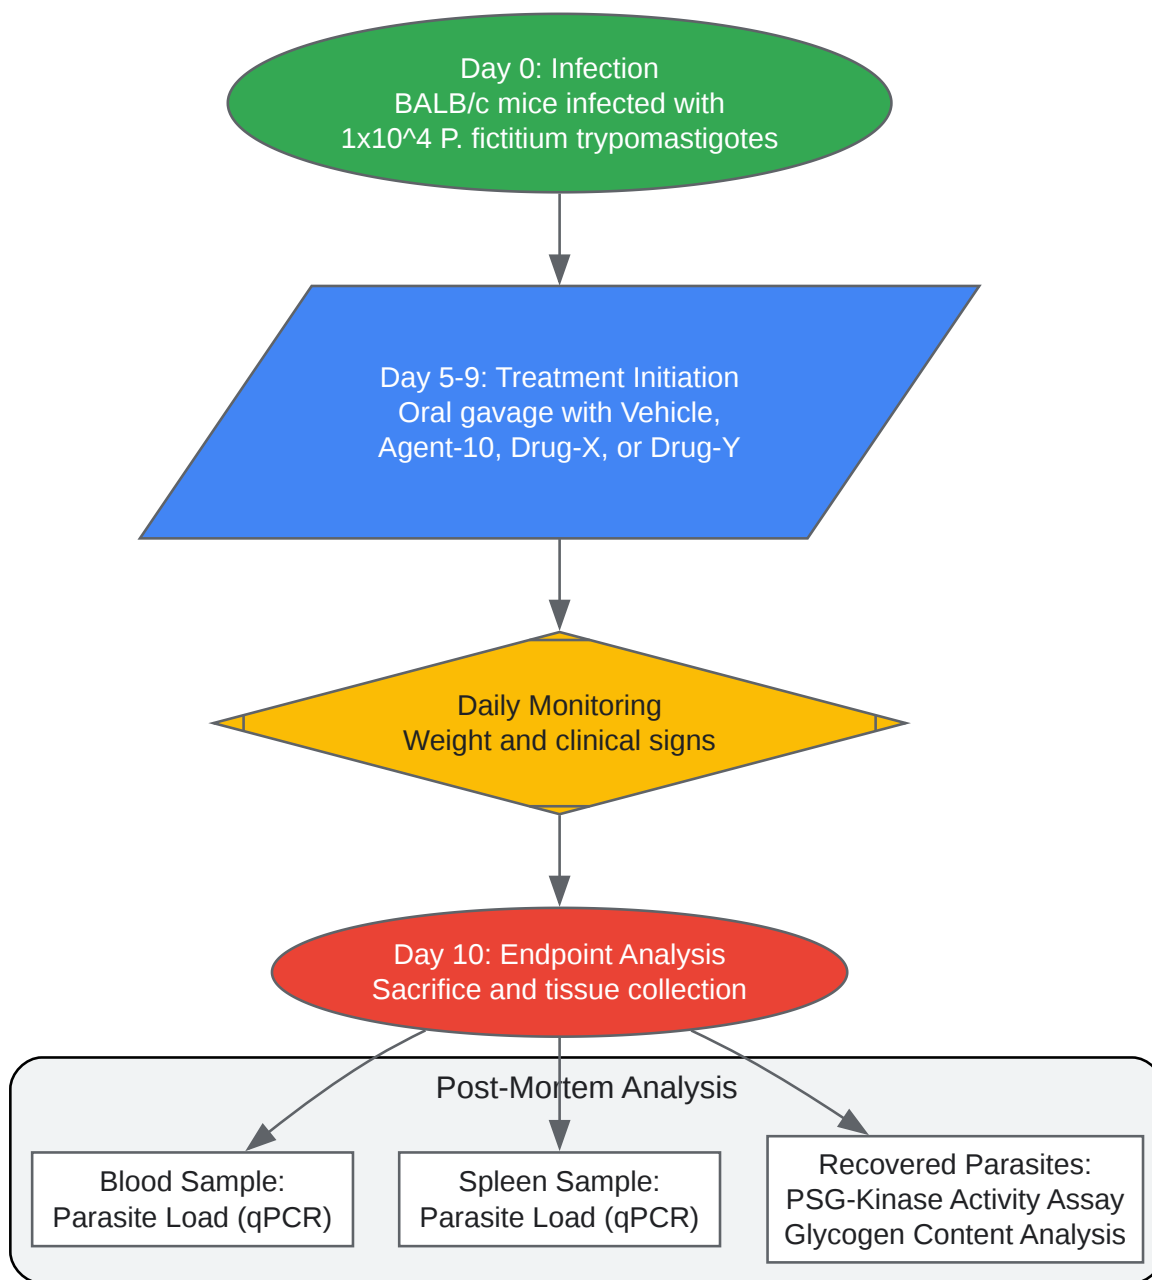 Day 0: Infection
BALB/c mice infected with
1x10^4 P. fictitium trypomastigotes
Day 5-9: Treatment Initiation
Oral gavage with Vehicle,
Agent-10, Drug-X, or Drug-Y
Daily Monitoring
Weight and clinical signs
Day 10: Endpoint Analysis
Sacrifice and tissue collection
Post-Mortem Analysis
Blood Sample:
Parasite Load (qPCR)
Spleen Sample:
Parasite Load (qPCR)
Recovered Parasites:
PSG-Kinase Activity Assay
Glycogen Content Analysis